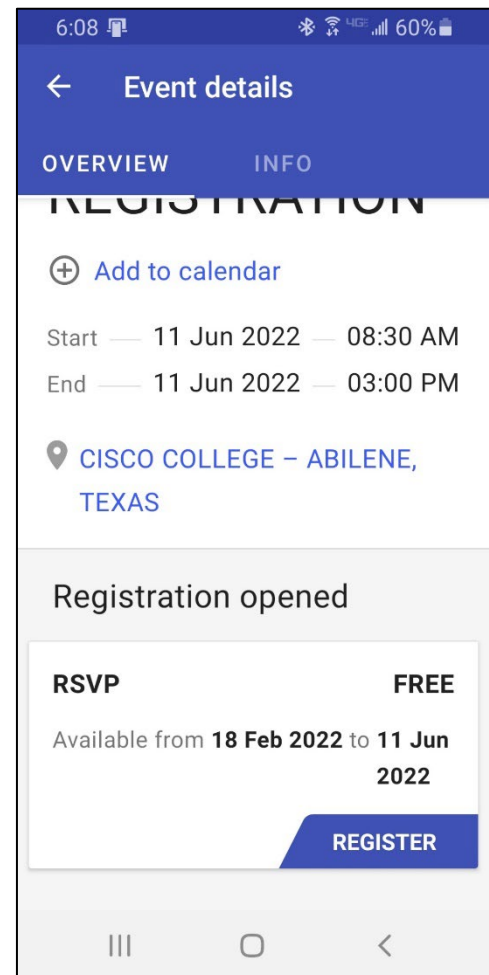 6:08 4GE 60%
Event details
OVERVIEW INFO
REGISTRATION
Add to calendar
Start 11 Jun 2022 08:30 AM
End 11 Jun 2022 03:00 PM
CISCO COLLEGE – ABILENE,
TEXAS
Registration opened
RSVP FREE
Available from 18 Feb 2022 to 11 Jun
2022
REGISTER